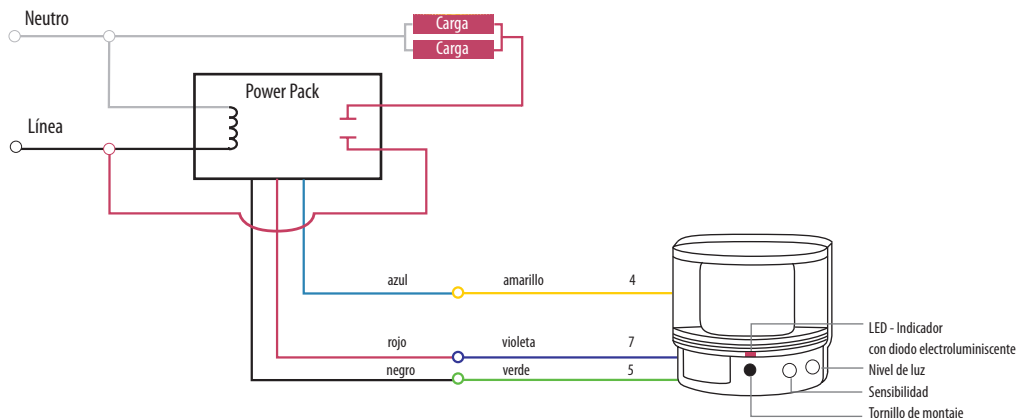 Neutro
Carga
Carga
Power Pack
Línea
azul
amarillo
4
rojo
violeta
7
negro
verde
5
LED - Indicador
con diodo electroluminiscente
Nivel de luz
Sensibilidad
Tornillo de montaje